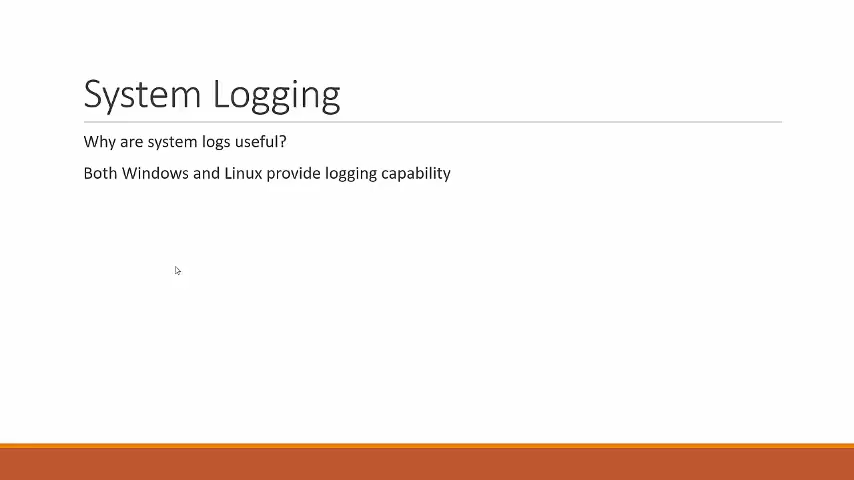 System Logging
Why are system logs useful?
Both Windows and Linux provide logging capability